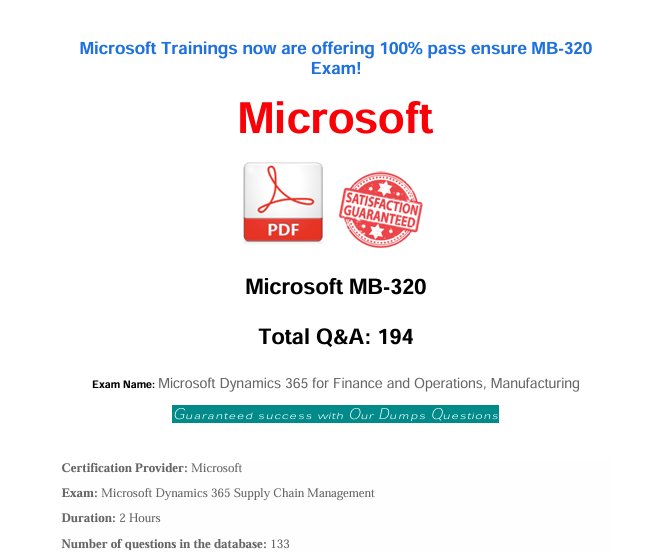 Microsoft Trainings now are offering 100% pass ensure MB-320
Exam!
Microsoft
PDF
SATISFACTION
GUARANTEED
Microsoft MB-320
Total Q&A: 194
Exam Name: Microsoft Dynamics 365 for Finance and Operations, Manufacturing
Guaranteed success with Our Dumps Questions
Certification Provider: Microsoft
Exam: Microsoft Dynamics 365 Supply Chain Management
Duration: 2 Hours
Number of questions in the database: 133